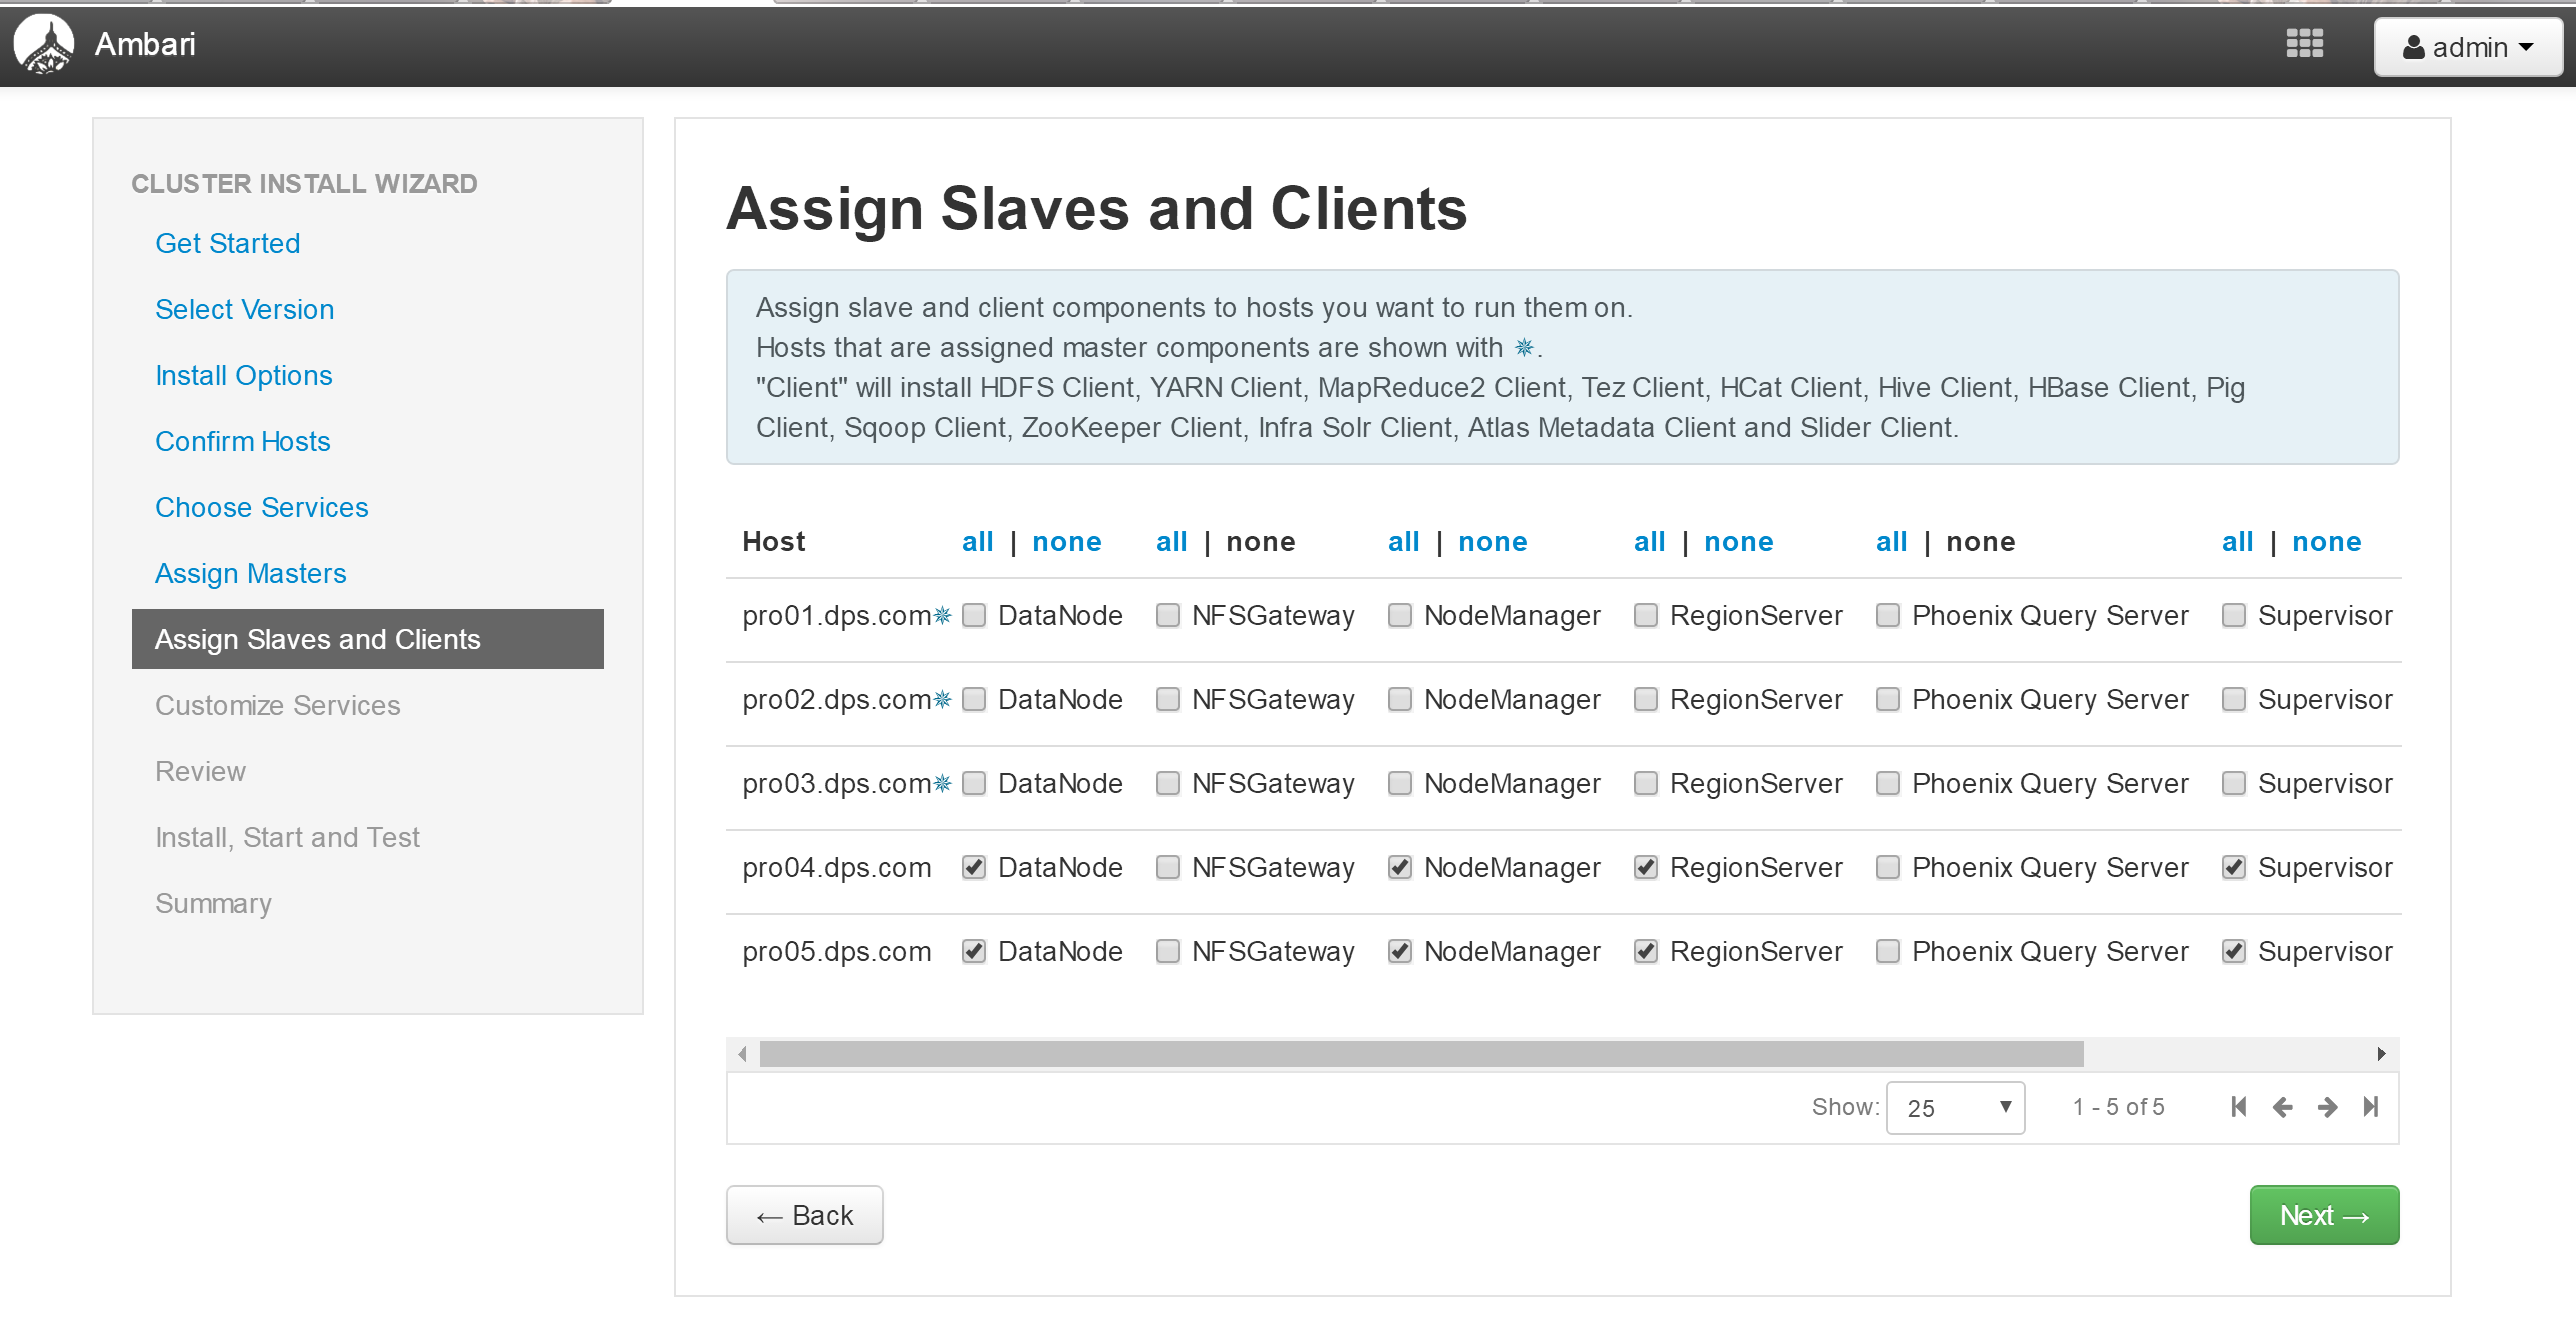 Ambari
admin
CLUSTER INSTALL WIZARD
Get Started
Select Version
Install Options
Confirm Hosts
Choose Services
Assign Masters
Assign Slaves and Clients
Customize Services
Review
Install, Start and Test
Summary
Assign Slaves and Clients
Assign slave and client components to hosts you want to run them on.
Hosts that are assigned master components are shown with ✵.
"Client" will install HDFS Client, YARN Client, MapReduce2 Client, Tez Client, HCat Client, Hive Client, HBase Client, Pig
Client, Sqoop Client, ZooKeeper Client, Infra Solr Client, Atlas Metadata Client and Slider Client.
Host all | none all | none all | none all | none all | none all | none
pro01.dps.com✵ DataNode NFSGateway NodeManager RegionServer Phoenix Query Server Supervisor
pro02.dps.com✵ DataNode NFSGateway NodeManager RegionServer Phoenix Query Server Supervisor
pro03.dps.com✵ DataNode NFSGateway NodeManager RegionServer Phoenix Query Server Supervisor
pro04.dps.com DataNode NFSGateway NodeManager RegionServer Phoenix Query Server Supervisor
pro05.dps.com DataNode NFSGateway NodeManager RegionServer Phoenix Query Server Supervisor
Show: 25 1 - 5 of 5
← Back
Next →